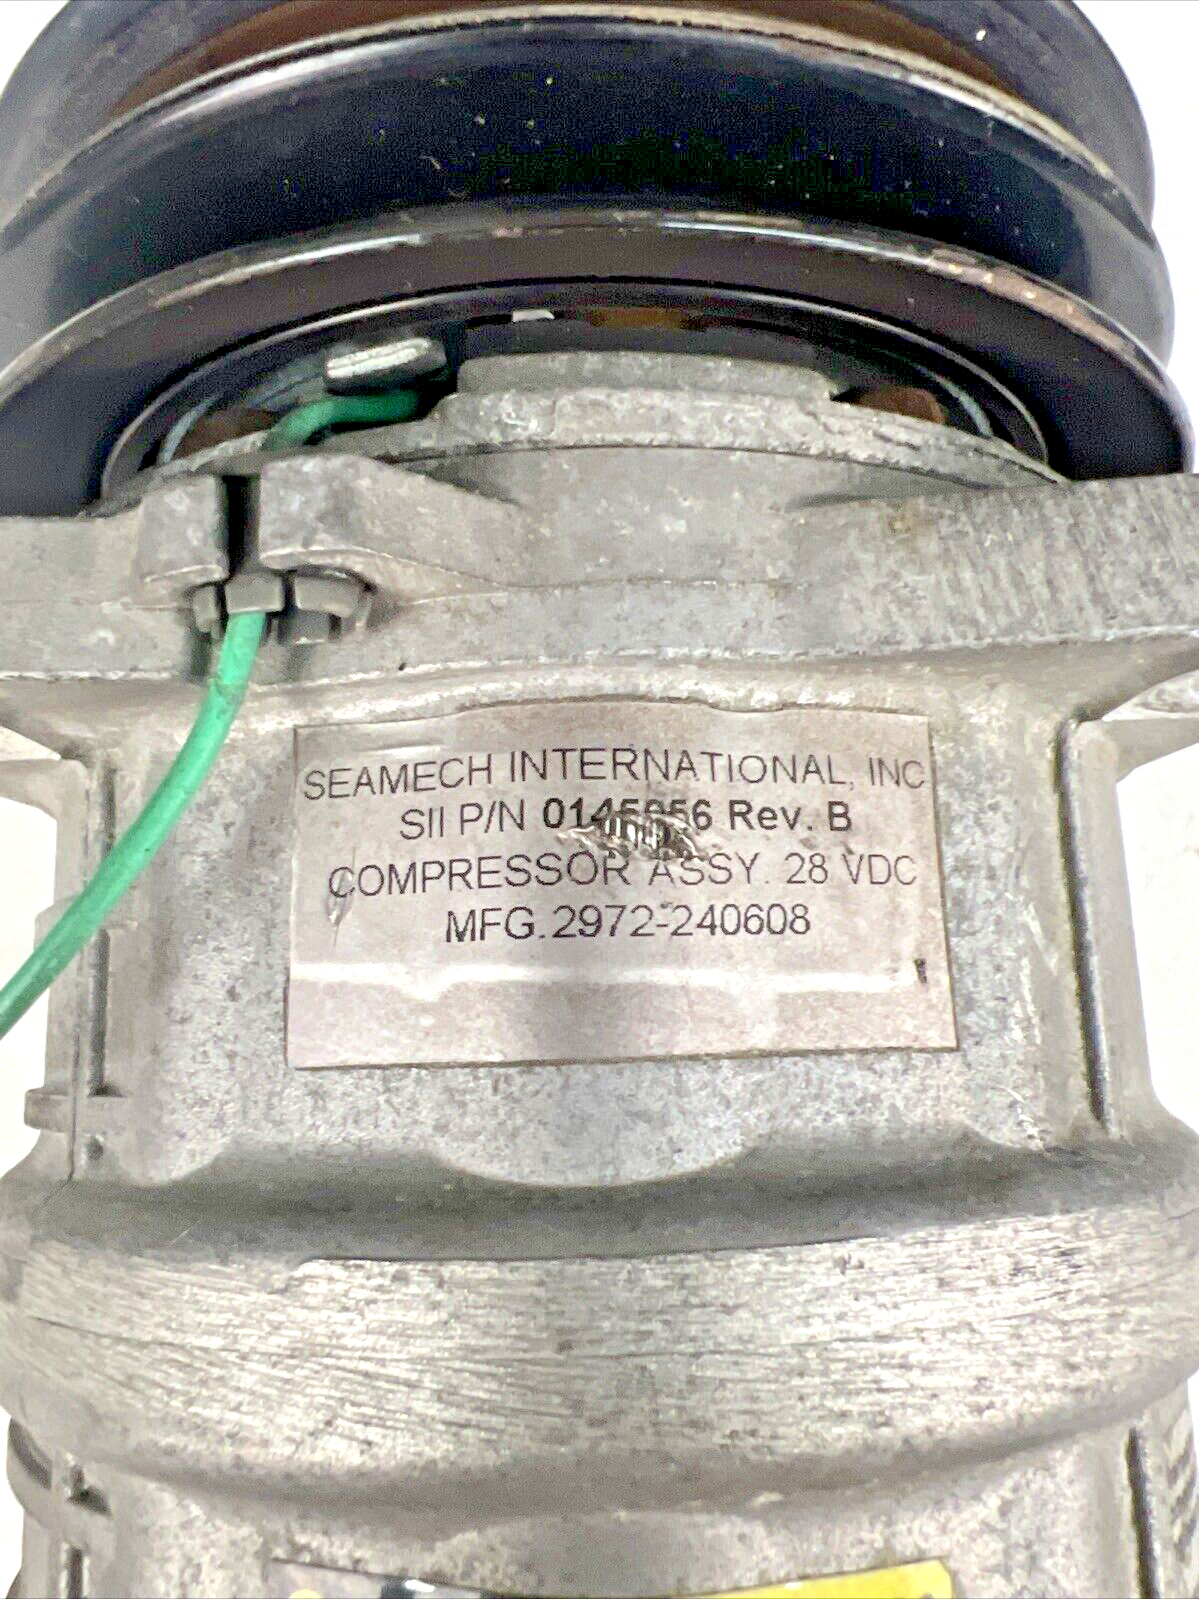 SEAMECH INTERNATIONAL, INC
SII P/N Rev. B
COMPRESSOR ASSY. 28 VDC
MFG.2972-240608